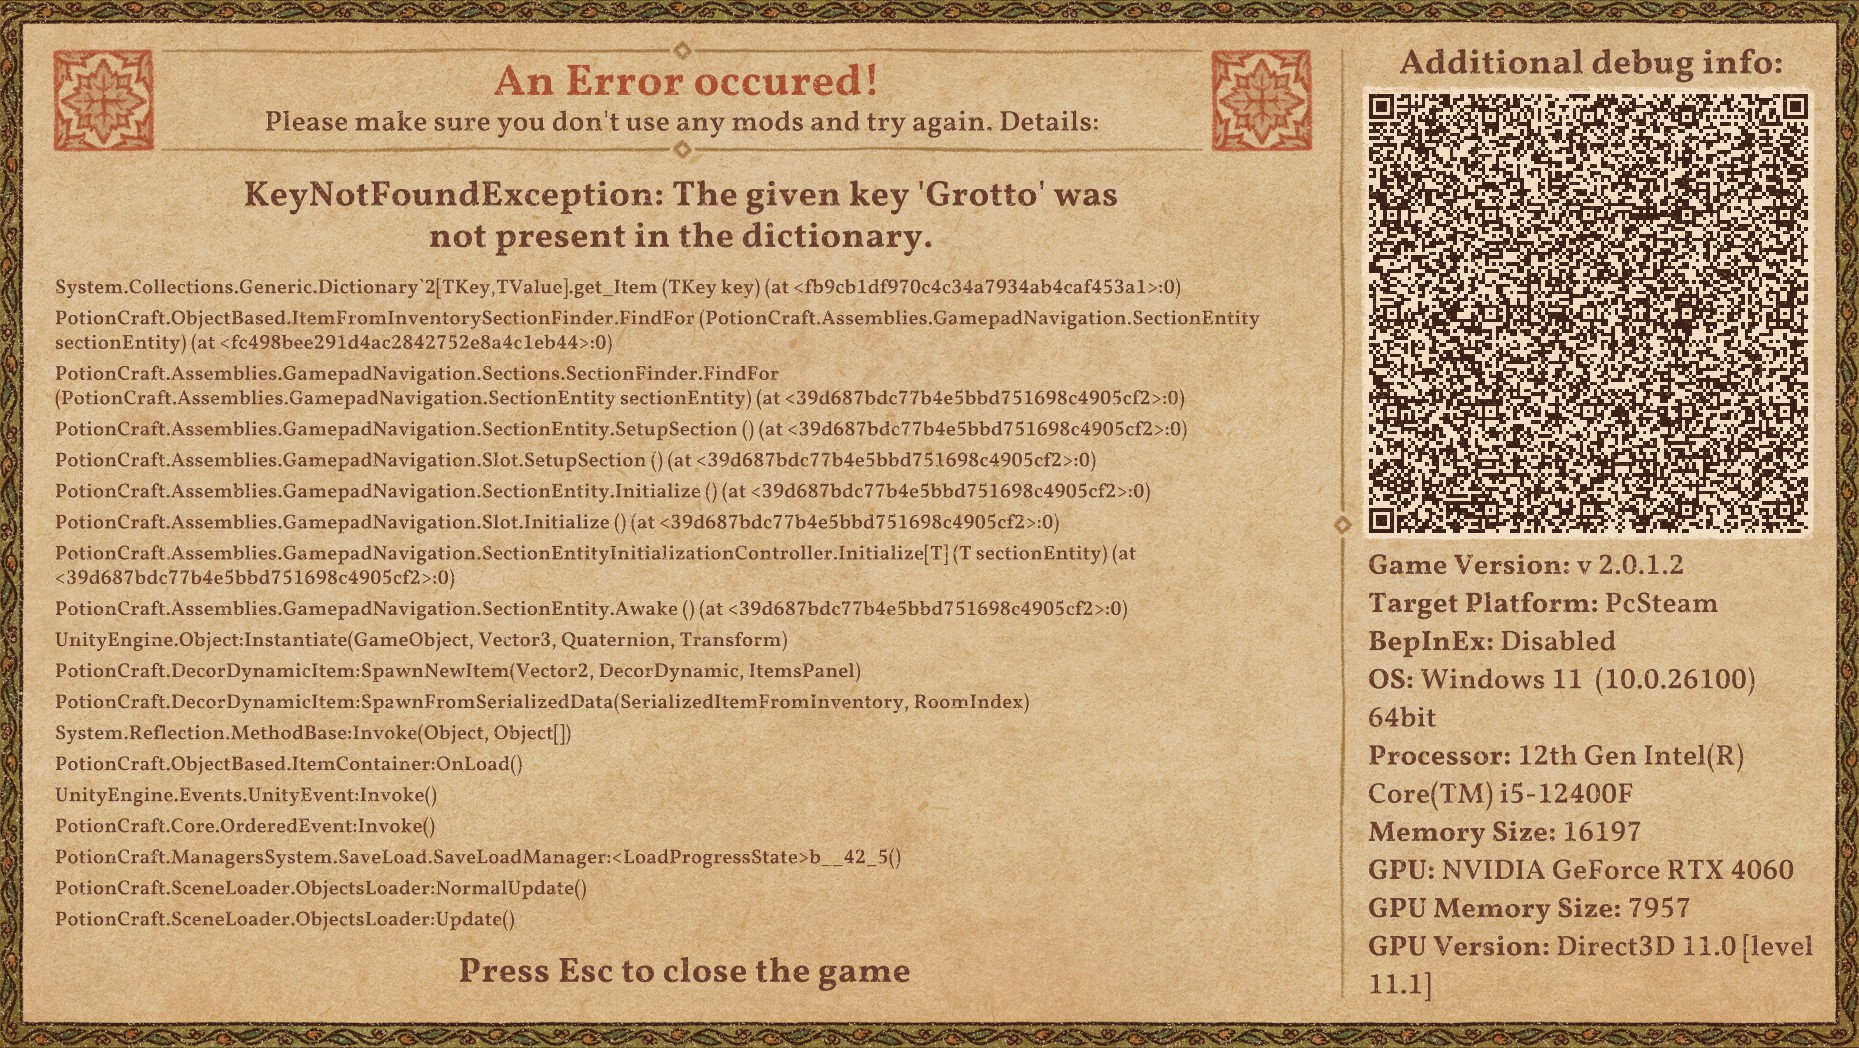 An Error occured!
Please make sure you don't use any mods and try again. Details:
KeyNotFoundException: The given key 'Grotto' was
not present in the dictionary.
System.Collections.Generic.Dictionary`2[TKey,TValue].get_Item (TKey key) (at <fb9cb1df970c4c34a7934ab4caf453a1>:0)
PotionCraft.ObjectBased.ItemFromInventorySectionFinder.FindFor (PotionCraft.Assemblies.GamepadNavigation.SectionEntity
sectionEntity) (at <fc498bee291d4ac2842752e8a4c1eb44>:0)
PotionCraft.Assemblies.GamepadNavigation.Sections.SectionFinder.FindFor
(PotionCraft.Assemblies.GamepadNavigation.SectionEntity sectionEntity) (at <39d687bdc77b4e5bbd751698c4905cf2>:0)
PotionCraft.Assemblies.GamepadNavigation.SectionEntity.SetupSection () (at <39d687bdc77b4e5bbd751698c4905cf2>:0)
PotionCraft.Assemblies.GamepadNavigation.Slot.SetupSection () (at <39d687bdc77b4e5bbd751698c4905cf2>:0)
PotionCraft.Assemblies.GamepadNavigation.SectionEntity.Initialize () (at <39d687bdc77b4e5bbd751698c4905cf2>:0)
PotionCraft.Assemblies.GamepadNavigation.Slot.Initialize () (at <39d687bdc77b4e5bbd751698c4905cf2>:0)
PotionCraft.Assemblies.GamepadNavigation.SectionEntityInitializationController.Initialize[T] (T sectionEntity) (at
<39d687bdc77b4e5bbd751698c4905cf2>:0)
PotionCraft.Assemblies.GamepadNavigation.SectionEntity.Awake () (at <39d687bdc77b4e5bbd751698c4905cf2>:0)
UnityEngine.Object:Instantiate(GameObject, Vector3, Quaternion, Transform)
PotionCraft.DecorDynamicItem:SpawnNewItem(Vector2, DecorDynamic, ItemsPanel)
PotionCraft.DecorDynamicItem:SpawnFromSerializedData(SerializedItemFromInventory, RoomIndex)
System.Reflection.MethodBase:Invoke(Object, Object[])
PotionCraft.ObjectBased.ItemContainer:OnLoad()
UnityEngine.Events.UnityEvent:Invoke()
PotionCraft.Core.OrderedEvent:Invoke()
PotionCraft.ManagersSystem.SaveLoad.SaveLoadManager:<LoadProgressState>b__42_5()
PotionCraft.SceneLoader.ObjectsLoader:NormalUpdate()
PotionCraft.SceneLoader.ObjectsLoader:Update()
Press Esc to close the game
Additional debug info:
Game Version: v 2.0.1.2
Target Platform: PcSteam
BepInEx: Disabled
OS: Windows 11 (10.0.26100)
64bit
Processor: 12th Gen Intel(R)
Core(TM) i5-12400F
Memory Size: 16197
GPU: NVIDIA GeForce RTX 4060
GPU Memory Size: 7957
GPU Version: Direct3D 11.0 [level
11.1]